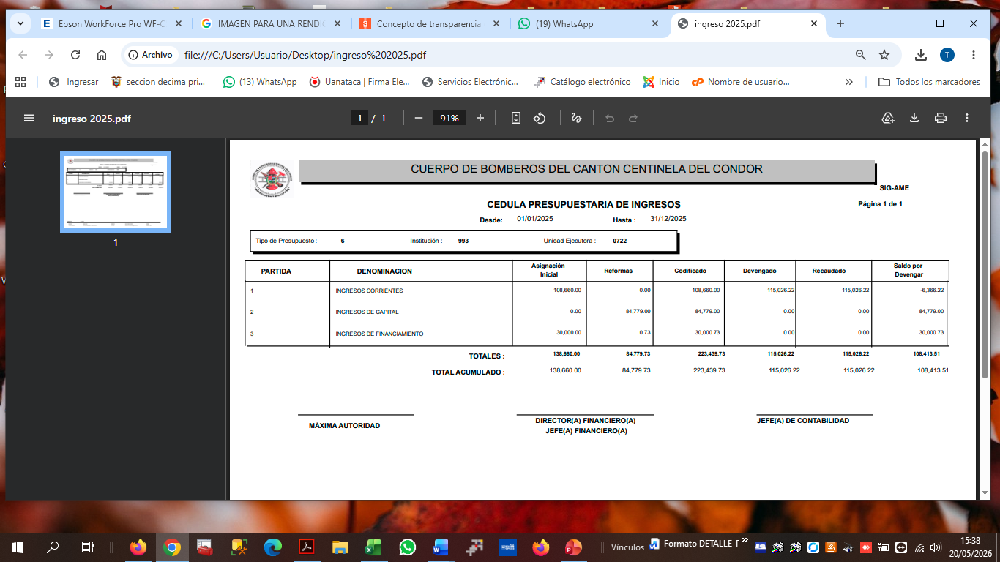 Epson WorkForce Pro WF-C
IMAGEN PARA UNA RENDI
Concepto de transparencia
(19) WhatsApp
ingreso 2025.pdf
Archivo
file:///C:/Users/Usuario/Desktop/ingreso%202025.pdf
T
Ingresar
seccion decima pri...
(13) WhatsApp
Uanataca | Firma Ele...
Servicios Electrónic...
Catálogo electrónico
Inicio
Nombre de usuario...
Todos los marcadores
ingreso 2025.pdf
1 / 1
91%
1
CUERPO DE BOMBEROS DEL CANTON CENTINELA DEL CONDOR
SIG-AME
CEDULA PRESUPUESTARIA DE INGRESOS
Página 1 de 1
Desde: 01/01/2025 Hasta : 31/12/2025
Tipo de Presupuesto : 6 Institución : 993 Unidad Ejecutora : 0722
PARTIDA DENOMINACION Asignación Inicial Reformas Codificado Devengado Recaudado Saldo por Devengar
1 INGRESOS CORRIENTES 108,660.00 0.00 108,660.00 115,026.22 115,026.22 -6,366.22
2 INGRESOS DE CAPITAL 0.00 84,779.00 84,779.00 0.00 0.00 84,779.00
3 INGRESOS DE FINANCIAMIENTO 30,000.00 0.73 30,000.73 0.00 0.00 30,000.73
TOTALES : 138,660.00 84,779.73 223,439.73 115,026.22 115,026.22 108,413.51
TOTAL ACUMULADO : 138,660.00 84,779.73 223,439.73 115,026.22 115,026.22 108,413.51
MÁXIMA AUTORIDAD
DIRECTOR(A) FINANCIERO(A)
JEFE(A) FINANCIERO(A)
JEFE(A) DE CONTABILIDAD
Vínculos
Formato DETALLE-F
15:38
20/05/2026